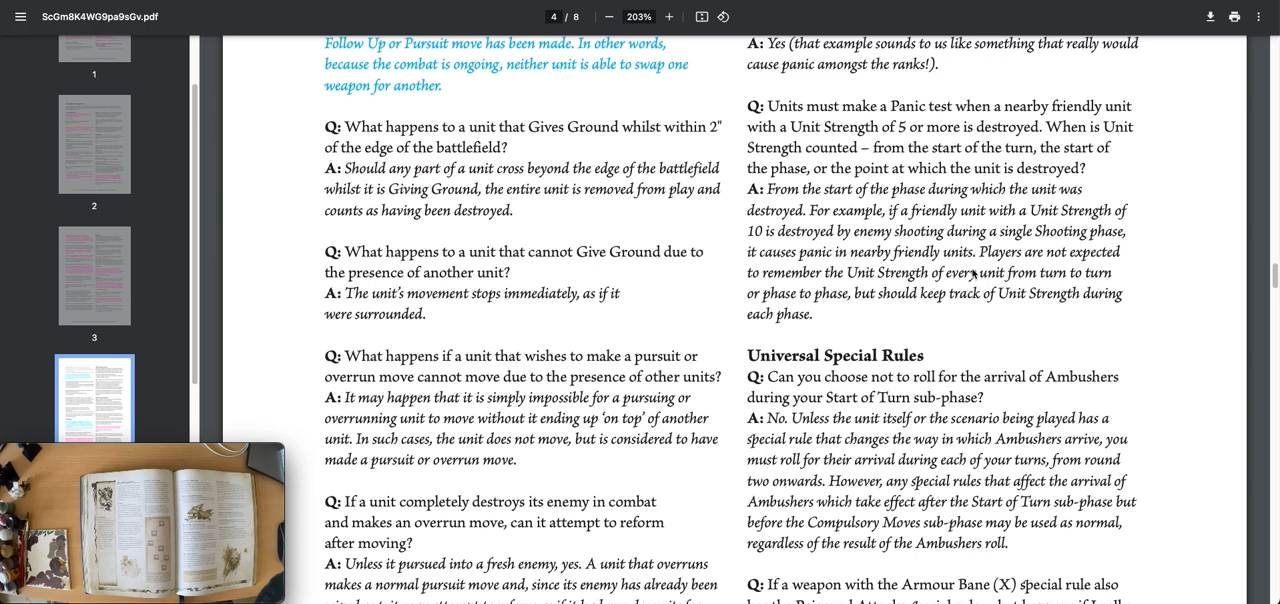 ScGm8K4WG9pa9sGv.pdf
4 / 8
203%
1
2
3
Follow Up or Pursuit move has been made. In other words,
because the combat is ongoing, neither unit is able to swap one
weapon for another.
Q: What happens to a unit that Gives Ground whilst within 2"
of the edge of the battlefield?
A: Should any part of a unit cross beyond the edge of the battlefield
whilst it is Giving Ground, the entire unit is removed from play and
counts as having been destroyed.
Q: What happens to a unit that cannot Give Ground due to
the presence of another unit?
A: The unit's movement stops immediately, as if it
were surrounded.
Q: What happens if a unit that wishes to make a pursuit or
overrun move cannot move due to the presence of other units?
A: It may happen that it is simply impossible for a pursuing or
overrunning unit to move without it ending up 'on top' of another
unit. In such cases, the unit does not move, but is considered to have
made a pursuit or overrun move.
Q: If a unit completely destroys its enemy in combat
and makes an overrun move, can it attempt to reform
after moving?
A: Unless it pursued into a fresh enemy, yes. A unit that overruns
makes a normal pursuit move and, since its enemy has already been
A: Yes (that example sounds to us like something that really would
cause panic amongst the ranks!).
Q: Units must make a Panic test when a nearby friendly unit
with a Unit Strength of 5 or more is destroyed. When is Unit
Strength counted – from the start of the turn, the start of
the phase, or the point at which the unit is destroyed?
A: From the start of the phase during which the unit was
destroyed. For example, if a friendly unit with a Unit Strength of
10 is destroyed by enemy shooting during a single Shooting phase,
it causes panic in nearby friendly units. Players are not expected
to remember the Unit Strength of every unit from turn to turn
or phase to phase, but should keep track of Unit Strength during
each phase.
Universal Special Rules
Q: Can you choose not to roll for the arrival of Ambushers
during your Start of Turn sub-phase?
A: No. Unless the unit itself or the scenario being played has a
special rule that changes the way in which Ambushers arrive, you
must roll for their arrival during each of your turns, from round
two onwards. However, any special rules that affect the arrival of
Ambushers which take effect after the Start of Turn sub-phase but
before the Compulsory Moves sub-phase may be used as normal,
regardless of the result of the Ambushers roll.
Q: If a weapon with the Armour Bane (X) special rule also